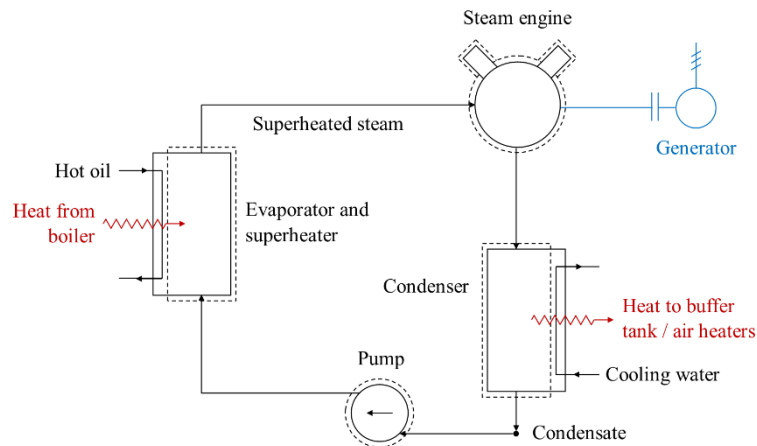 Steam engine
Superheated steam
Generator
Hot oil
Heat from
boiler
Evaporator and
superheater
Condenser
Heat to buffer
tank / air heaters
Pump
Cooling water
Condensate